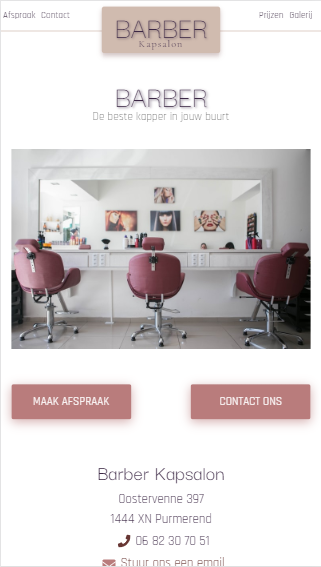 Afspraak Contact
BARBER
Kapsalon
Prijzen Galerij
BARBER
De beste kapper in jouw buurt
MAAK AFSPRAAK
CONTACT ONS
Barber Kapsalon
Oostervenne 397
1444 XN Purmerend
06 82 30 70 51
Stuur ons een email